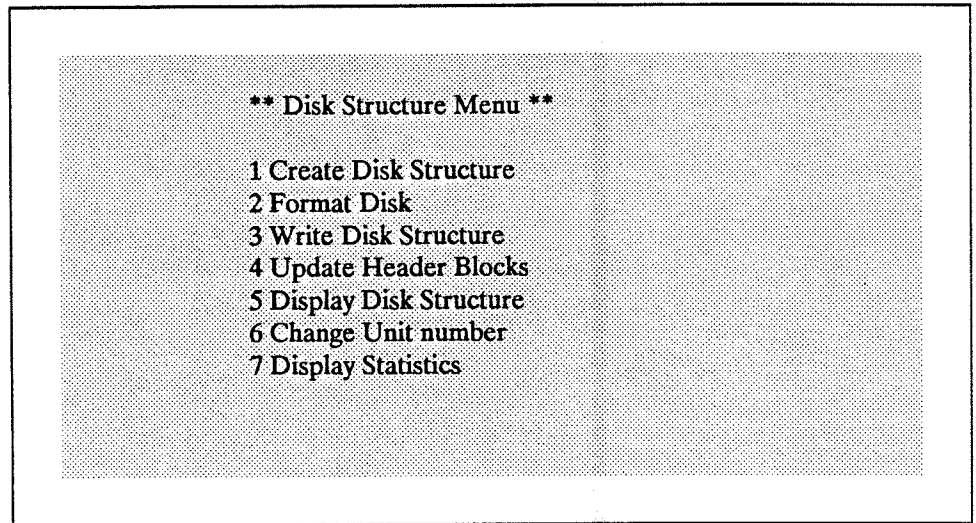 ** Disk Structure Menu **
1 Create Disk Structure
2 Format Disk
3 Write Disk Structure
4 Update Header Blocks
5 Display Disk Structure
6 Change Unit number
7 Display Statistics